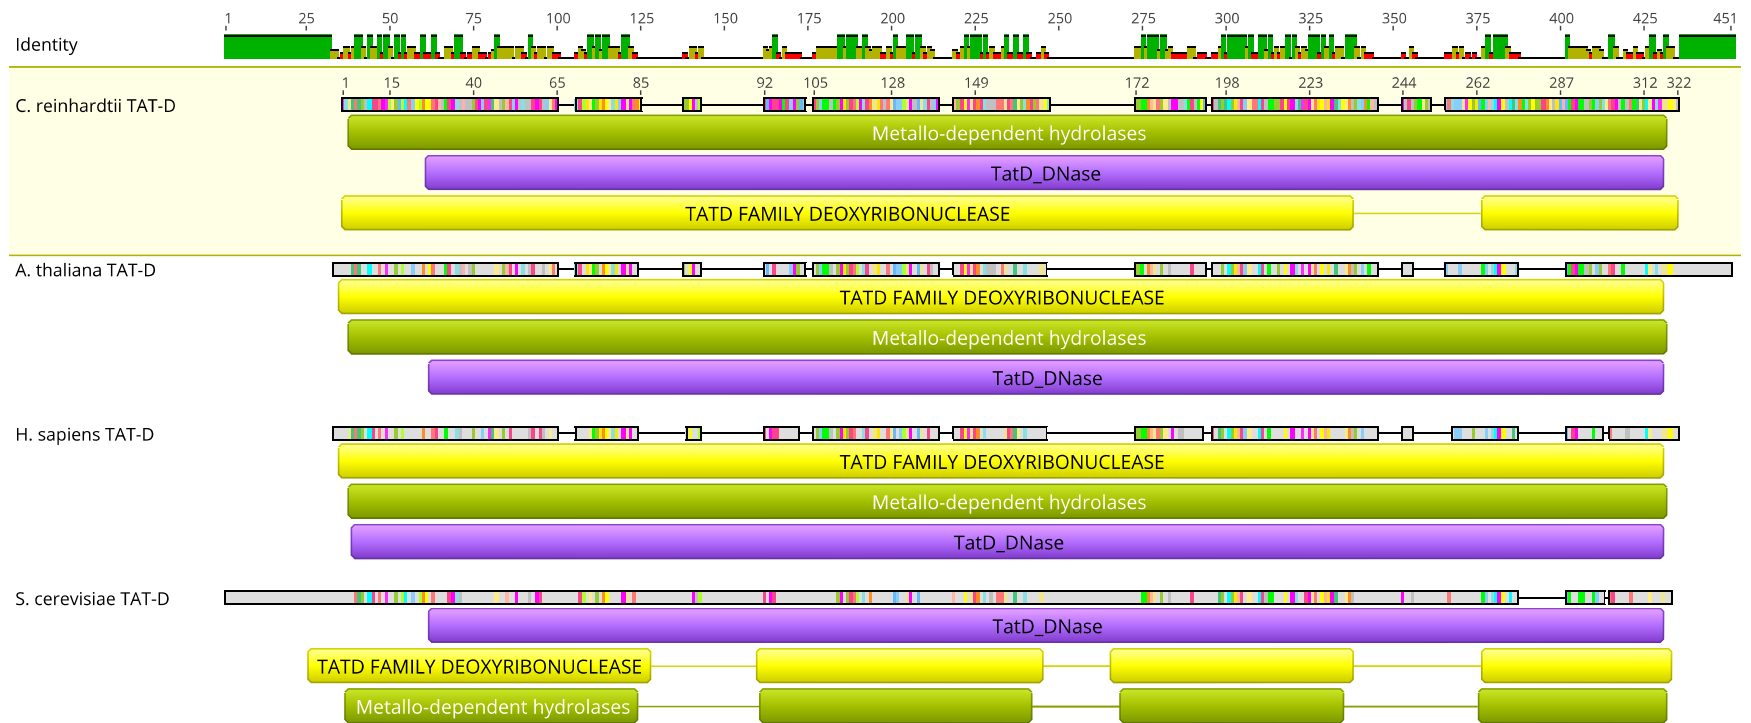 1 25 50 75 100 125 150 175 200 225 250 275 300 325 350 375 400 425 451
Identity
1 15 40 65 85 92 105 128 149 172 198 223 244 262 287 312 322
C. reinhardtii TAT-D
Metallo-dependent hydrolases
TatD_DNase
TATD FAMILY DEOXYRIBONUCLEASE
A. thaliana TAT-D
TATD FAMILY DEOXYRIBONUCLEASE
Metallo-dependent hydrolases
TatD_DNase
H. sapiens TAT-D
TATD FAMILY DEOXYRIBONUCLEASE
Metallo-dependent hydrolases
TatD_DNase
S. cerevisiae TAT-D
TatD_DNase
TATD FAMILY DEOXYRIBONUCLEASE
Metallo-dependent hydrolases